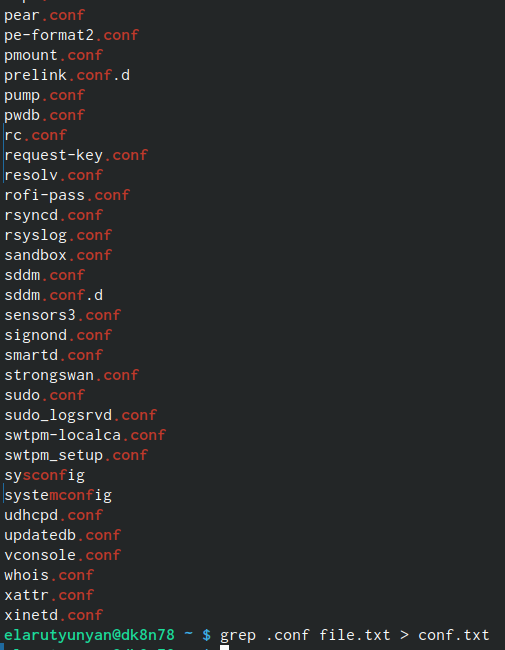 pear.conf
pe-format2.conf
pmount.conf
prelink.conf.d
pump.conf
pwdb.conf
rc.conf
request-key.conf
resolv.conf
rofi-pass.conf
rsyncd.conf
rsyslog.conf
sandbox.conf
sddm.conf
sddm.conf.d
sensors3.conf
signond.conf
smartd.conf
strongswan.conf
sudo.conf
sudo_logsrvd.conf
swtpm-localca.conf
swtpm_setup.conf
sysconfig
systemconfig
udhcpd.conf
updatedb.conf
vconsole.conf
whois.conf
xattr.conf
xinetd.conf
elarutyunyan@dk8n78 ~ $ grep .conf file.txt > conf.txt